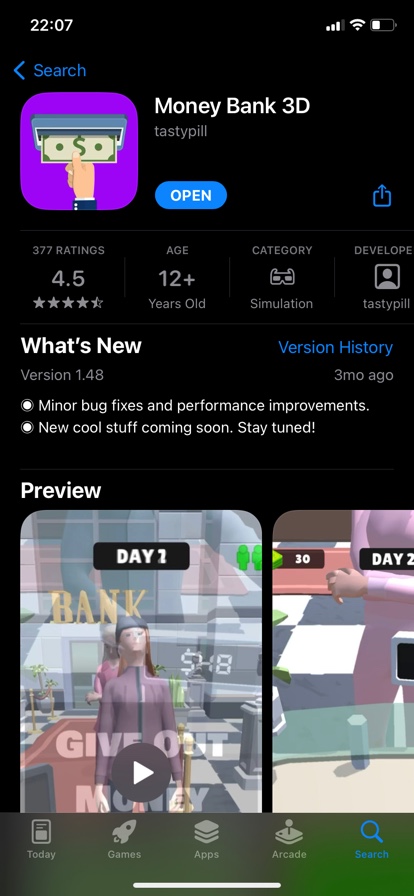 22:07
Search
Money Bank 3D
tastypill
OPEN
377 RATINGS
AGE
CATEGORY
DEVELOPE
4.5
12+
Years Old
Simulation
tastypill
What's New
Version History
Version 1.48
3mo ago
◉ Minor bug fixes and performance improvements.
◉ New cool stuff coming soon. Stay tuned!
Preview
DAY 2
30
DAY 2
BANK
GIVE OUT
MONEY
Today
Games
Apps
Arcade
Search